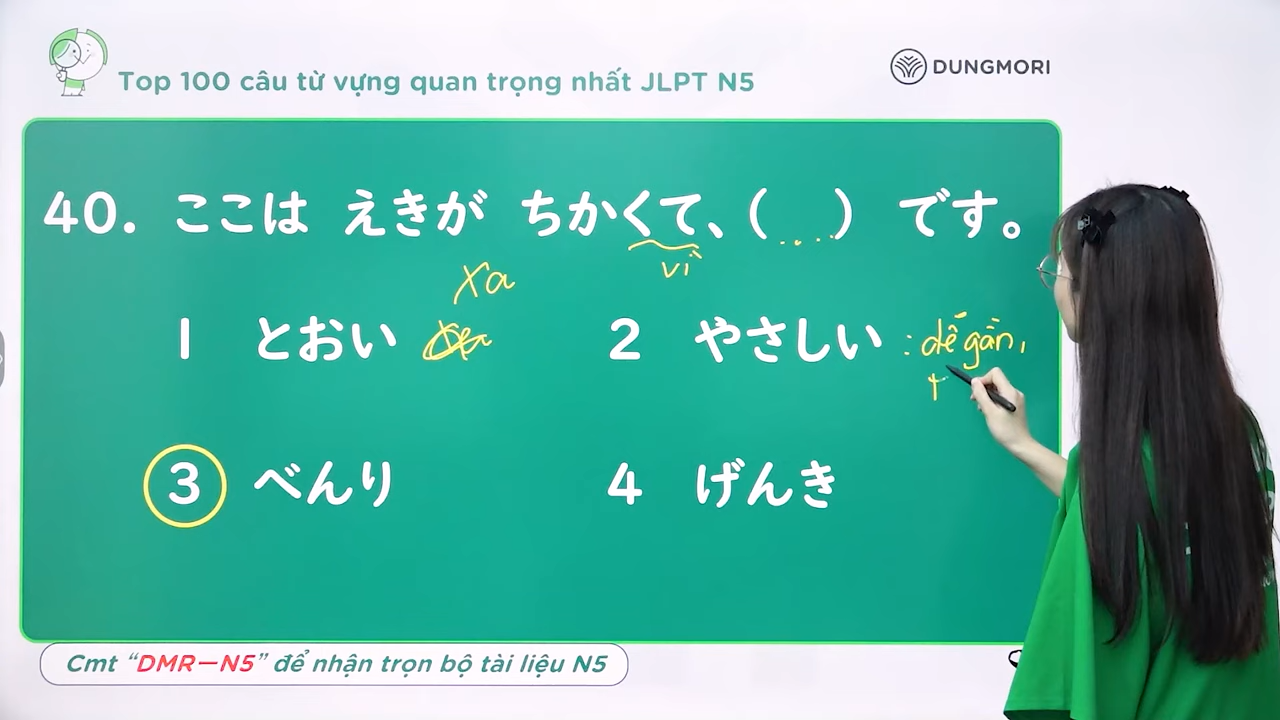 Top 100 câu từ vựng quan trọng nhất JLPT N5
DUNGMORI
40. ここは えきが ちかくて、( ) です。
vì
xa
1 とおい
2 やさしい : dễ gần,
t
3 べんり
4 げんき
Cmt “DMR—N5” để nhận trọn bộ tài liệu N5